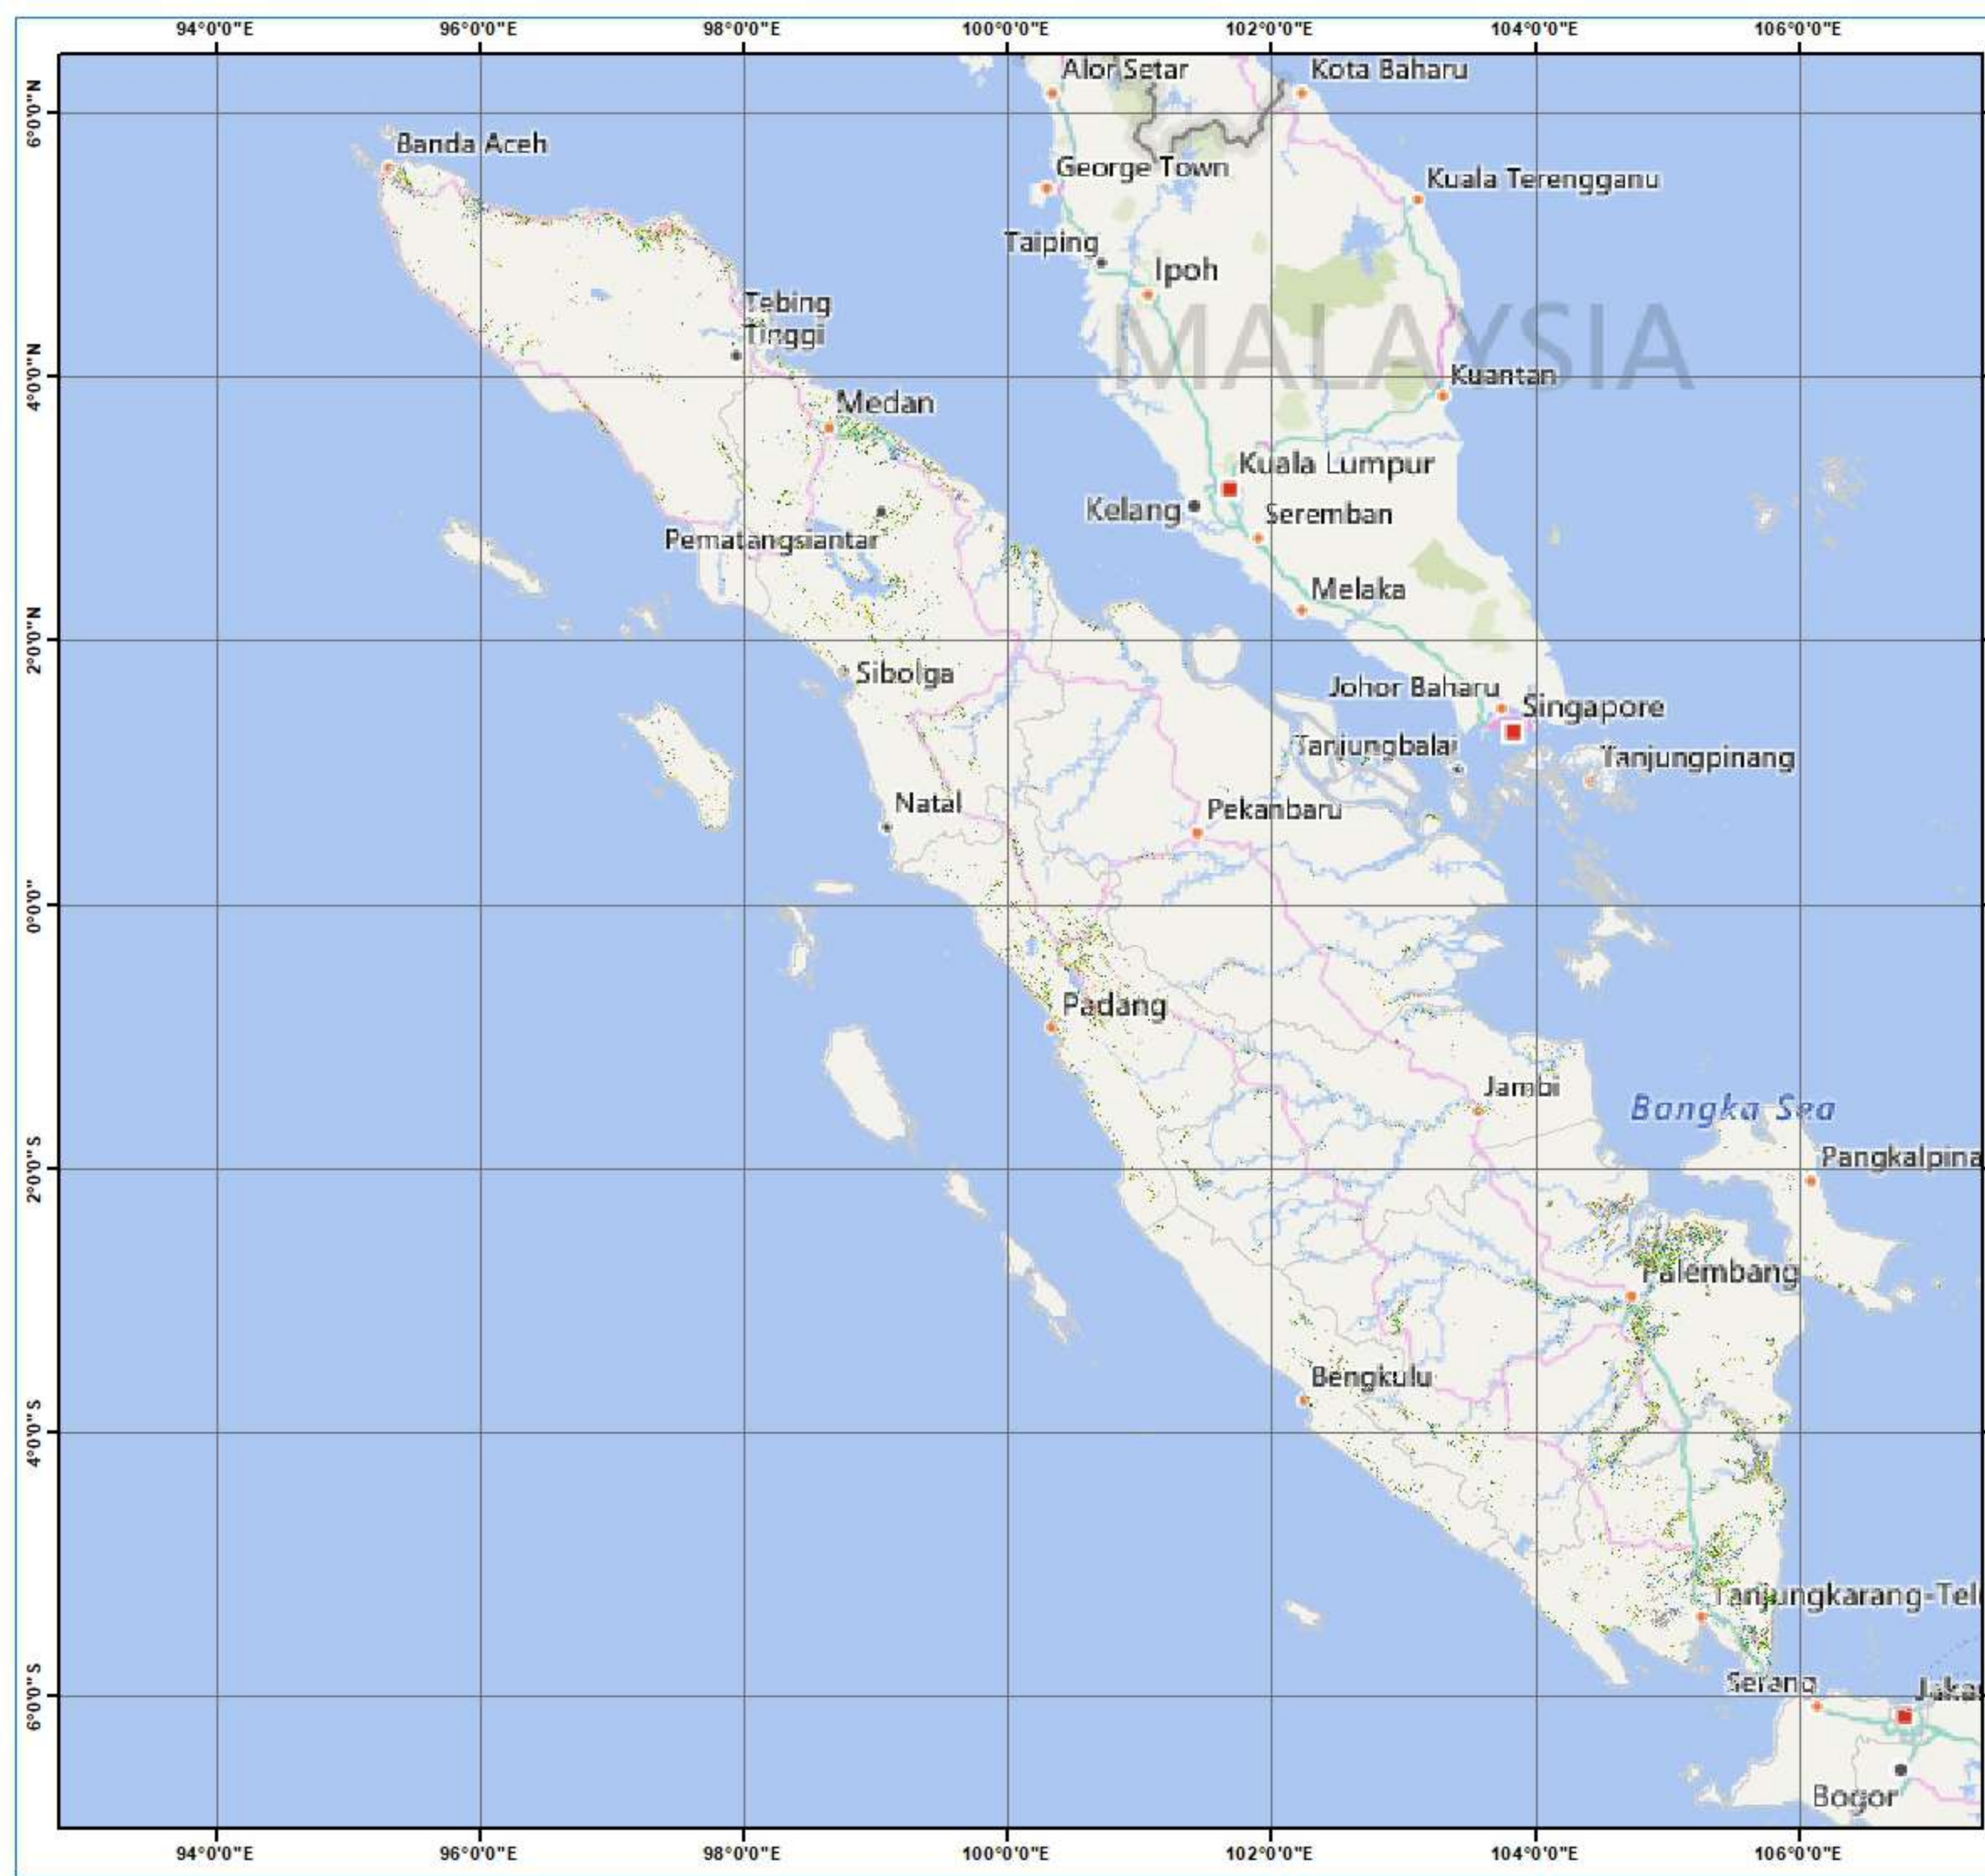 94°0'0"E 96°0'0"E 98°0'0"E 100°0'0"E 102°0'0"E 104°0'0"E 106°0'0"E
6°0'0"N
4°0'0"N
2°0'0"N
0°0'0"
2°0'0"S
4°0'0"S
6°0'0"S
Alor Setar
Kota Baharu
Banda Aceh
George Town
Kuala Terengganu
Taiping
Ipoh
Tebing
Tinggi
MALAYSIA
Kuantan
Medan
Kuala Lumpur
Kelang
Seremban
Pematangsiantar
Melaka
Sibolga
Johor Baharu
Singapore
Tanjungbalai
Tanjungpinang
Natal
Pekanbaru
Padang
Jambi
Bangka Sea
Pangkalpina
Palembang
Bengkulu
Tanjungkarang-Tel
Serang
Jaka
Bogor
94°0'0"E 96°0'0"E 98°0'0"E 100°0'0"E 102°0'0"E 104°0'0"E 106°0'0"E